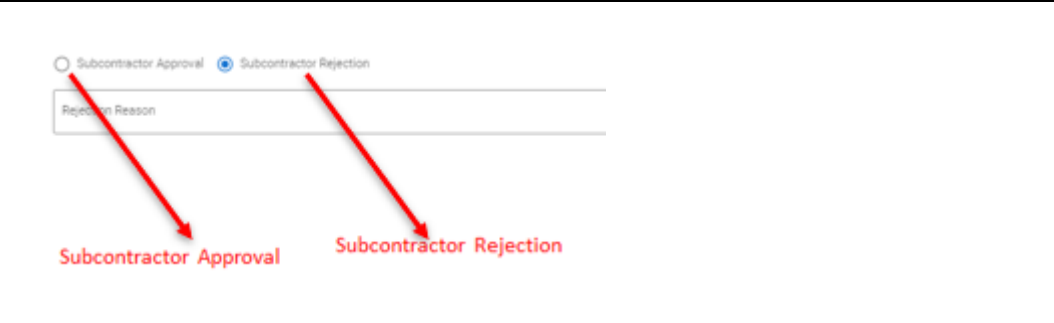 Subcontractor Approval Subcontractor Rejection
Rejection Reason
Subcontractor Approval Subcontractor Rejection